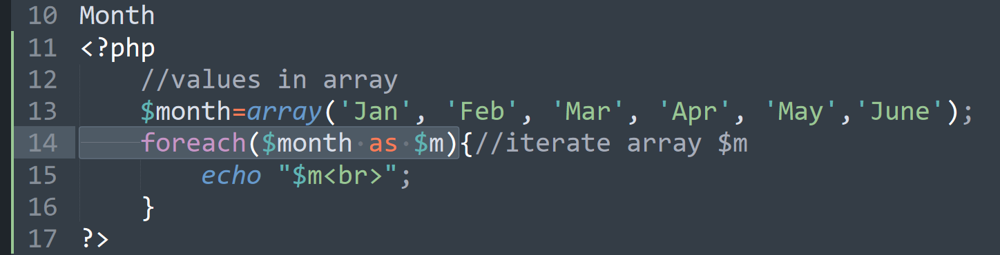 10 Month
11 <?php
12     //values in array
13     $month=array('Jan', 'Feb', 'Mar', 'Apr', 'May','June');
14     foreach($month as $m){//iterate array $m
15         echo "$m<br>";
16     }
17 ?>